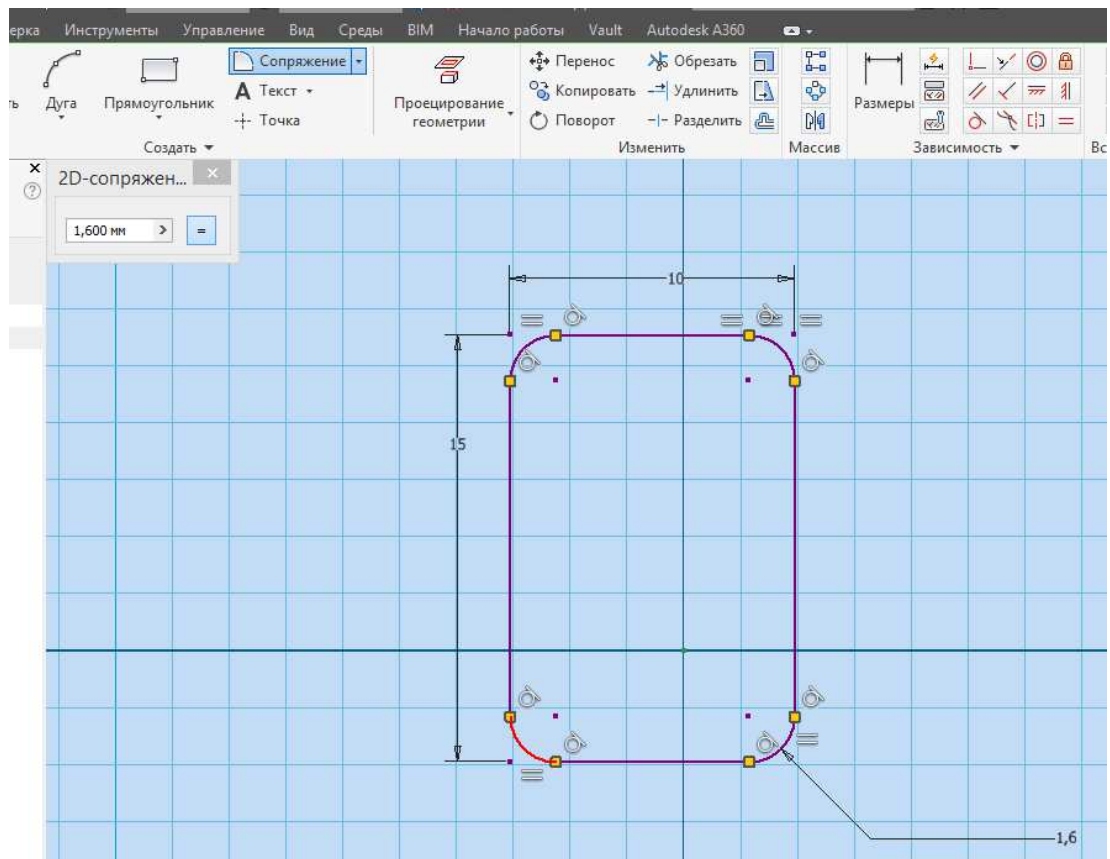 Инструменты Управление Вид Среды BIM Начало работы Vault Autodesk A360
Сопряжение
Перенос Обрезать
A Текст
Копировать Удлинить
Дуга Прямоугольник
Проецирование геометрии
Размеры
Точка
Поворот Разделить
Создать Изменить Массив Зависимость
2D-сопряжен...
1,600 мм
=
10
15
1,6